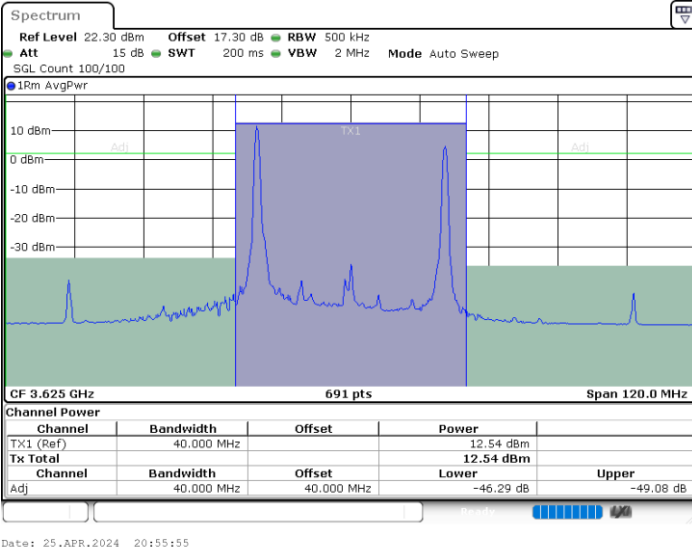 Spectrum
Ref Level 22.30 dBm Offset 17.30 dB RBW 500 kHz
Att 15 dB SWT 200 ms VBW 2 MHz Mode Auto Sweep
SGL Count 100/100
1Rm AvgPwr
TX1
10 dBm
Adj Adj
0 dBm
-10 dBm
-20 dBm
-30 dBm
CF 3.625 GHz 691 pts Span 120.0 MHz
Channel Power
Channel Bandwidth Offset Power
TX1 (Ref) 40.000 MHz 12.54 dBm
Tx Total 12.54 dBm
Channel Bandwidth Offset Lower Upper
Adj 40.000 MHz 40.000 MHz -46.29 dB -49.08 dB
Ready
Date: 25.APR.2024 20:55:55